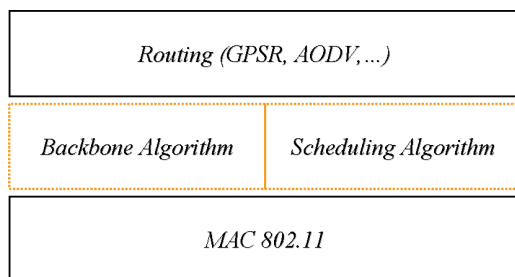 Routing (GPSR, AODV,...)
Backbone Algorithm
Scheduling Algorithm
MAC 802.11